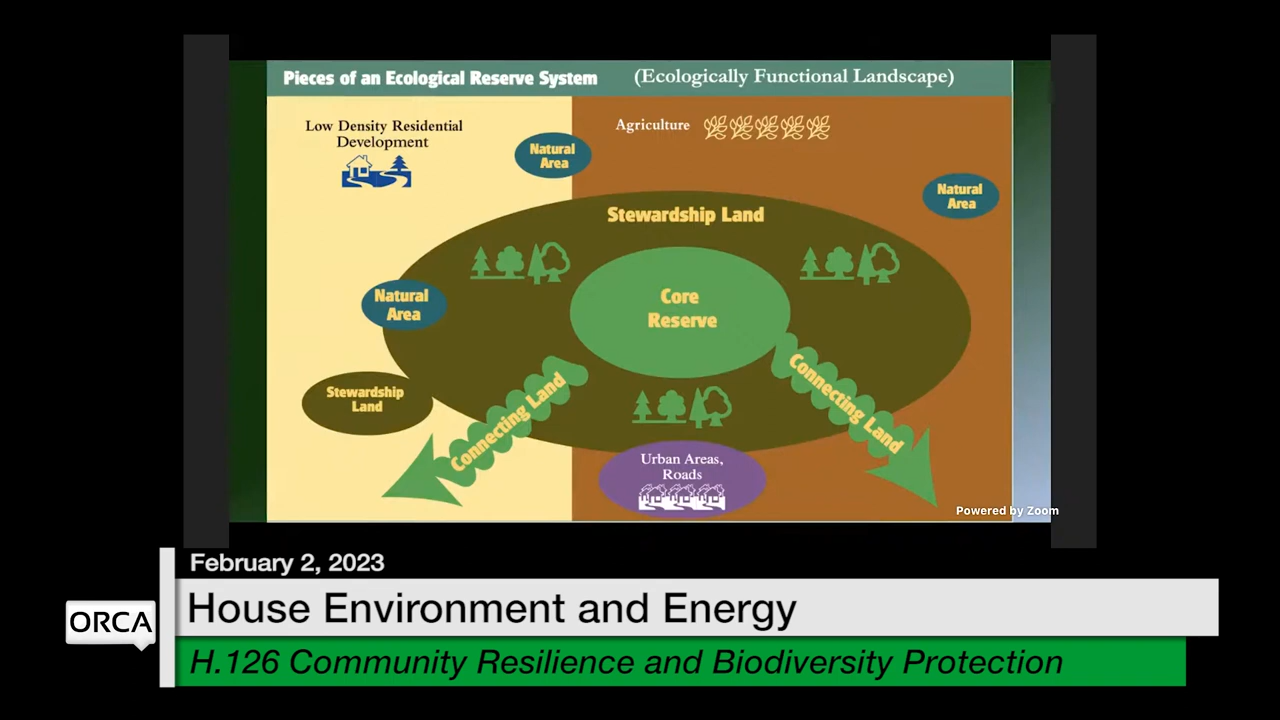 Pieces of an Ecological Reserve System (Ecologically Functional Landscape)
Low Density Residential
Development
Agriculture
Natural
Area
Natural
Area
Stewardship Land
Natural
Area
Core
Reserve
Stewardship
Land
Connecting Land
Connecting Land
Urban Areas,
Roads
Powered by Zoom
February 2, 2023
House Environment and Energy
ORCA
H.126 Community Resilience and Biodiversity Protection